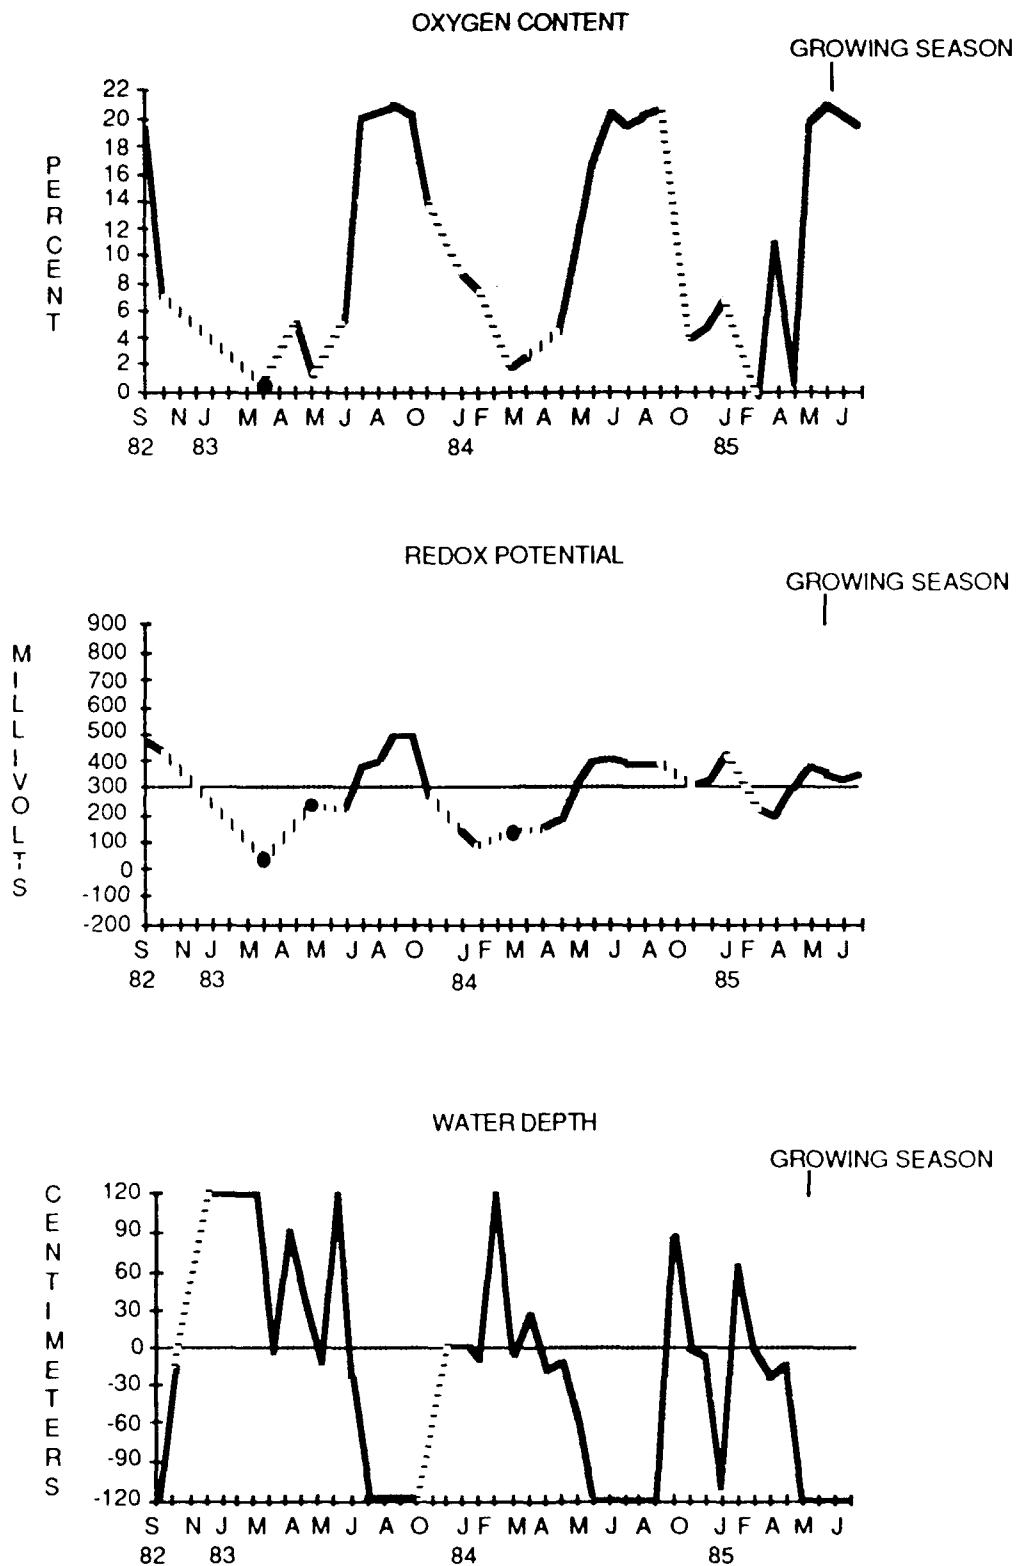 OXYGEN CONTENT
GROWING SEASON
PERCENT
22
20
18
16
14
12
10
8
6
4
2
0
S N J M A M J A O J F M A M J A O J F A M J
82 83 84 85
REDOX POTENTIAL
GROWING SEASON
MILLIVOLTS
900
800
700
600
500
400
300
200
100
0
-100
-200
S N J M A M J A O J F M A M J A O J F A M J
82 83 84 85
WATER DEPTH
GROWING SEASON
CENTIMETERS
120
90
60
30
0
-30
-60
-90
-120
S N J M A M J A O J F M A M J A O J F A M J
82 83 84 85